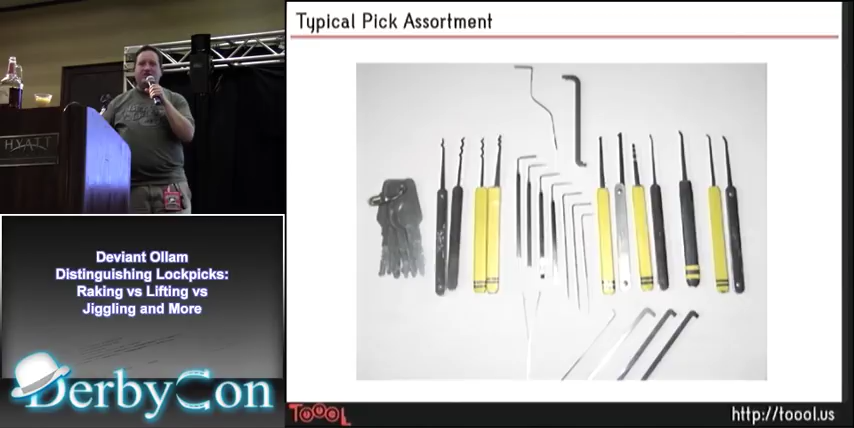 Typical Pick Assortment
HYATT
Deviant Ollam
Distinguishing Lockpicks:
Raking vs Lifting vs
Jiggling and More
DerbyCon
TOOOL
http://toool.us